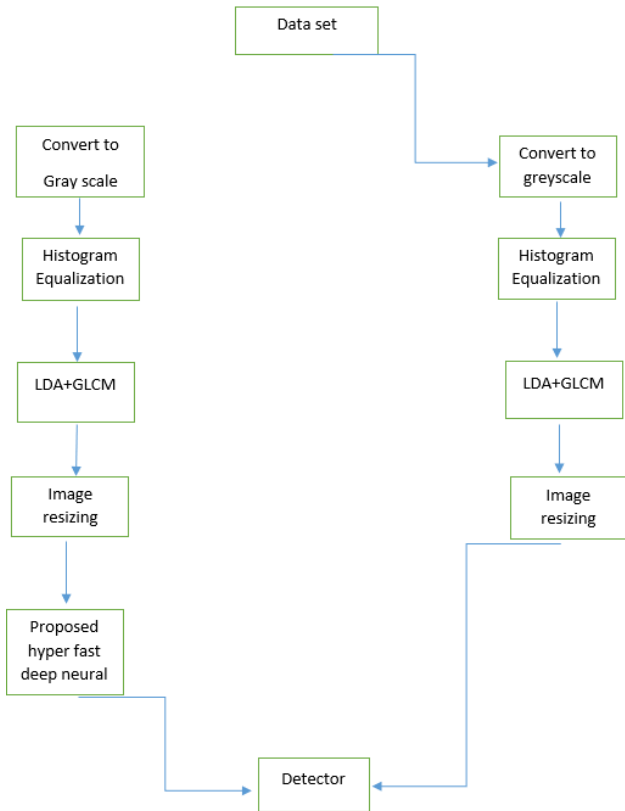 Data set
Convert to
Gray scale
Histogram
Equalization
LDA+GLCM
Image
resizing
Proposed
hyper fast
deep neural
Convert to
greyscale
Histogram
Equalization
LDA+GLCM
Image
resizing
Detector